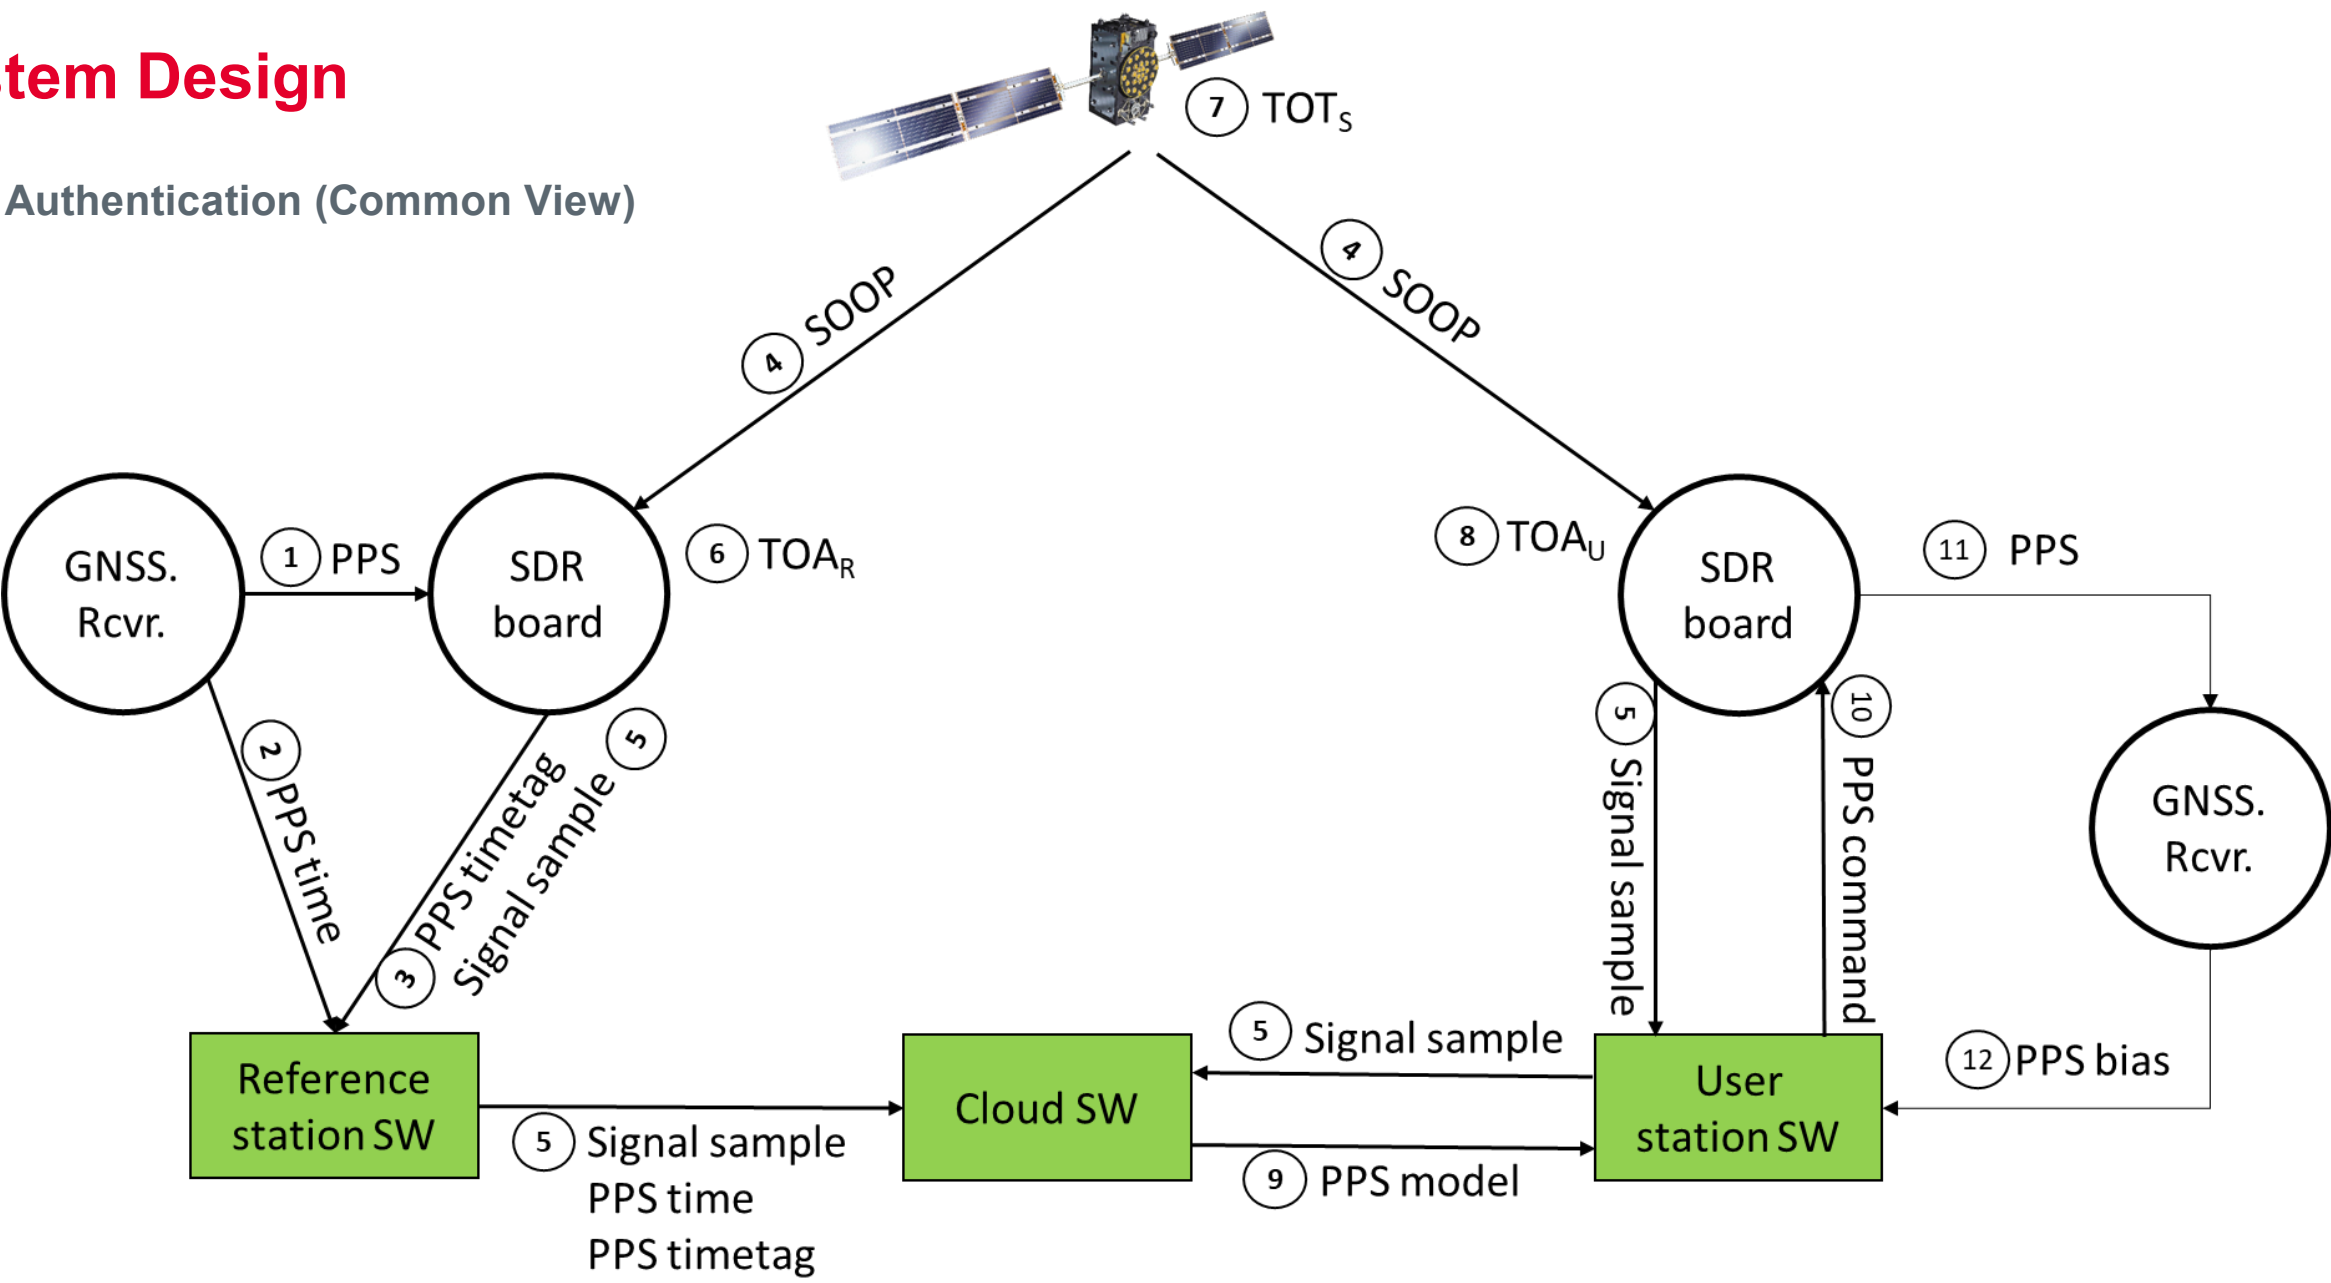 stem Design
Authentication (Common View)
7 TOTS
4 SOOP
4 SOOP
GNSS.
Rcvr.
1 PPS
SDR
board
6 TOAR
8 TOAU
SDR
board
11 PPS
2 PPS time
3 PPS timetag
Signal sample 5
5 Signal sample
10 PPS command
GNSS.
Rcvr.
Reference
station SW
5 Signal sample
PPS time
PPS timetag
Cloud SW
5 Signal sample
9 PPS model
User
station SW
12 PPS bias